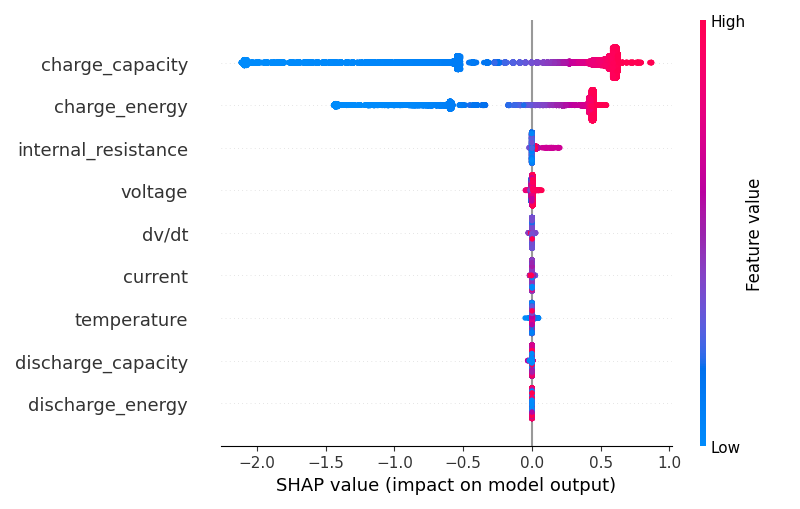 High
charge_capacity
charge_energy
internal_resistance
voltage
dv/dt
current
temperature
discharge_capacity
discharge_energy
Feature value
Low
−2.0 −1.5 −1.0 −0.5 0.0 0.5 1.0
SHAP value (impact on model output)